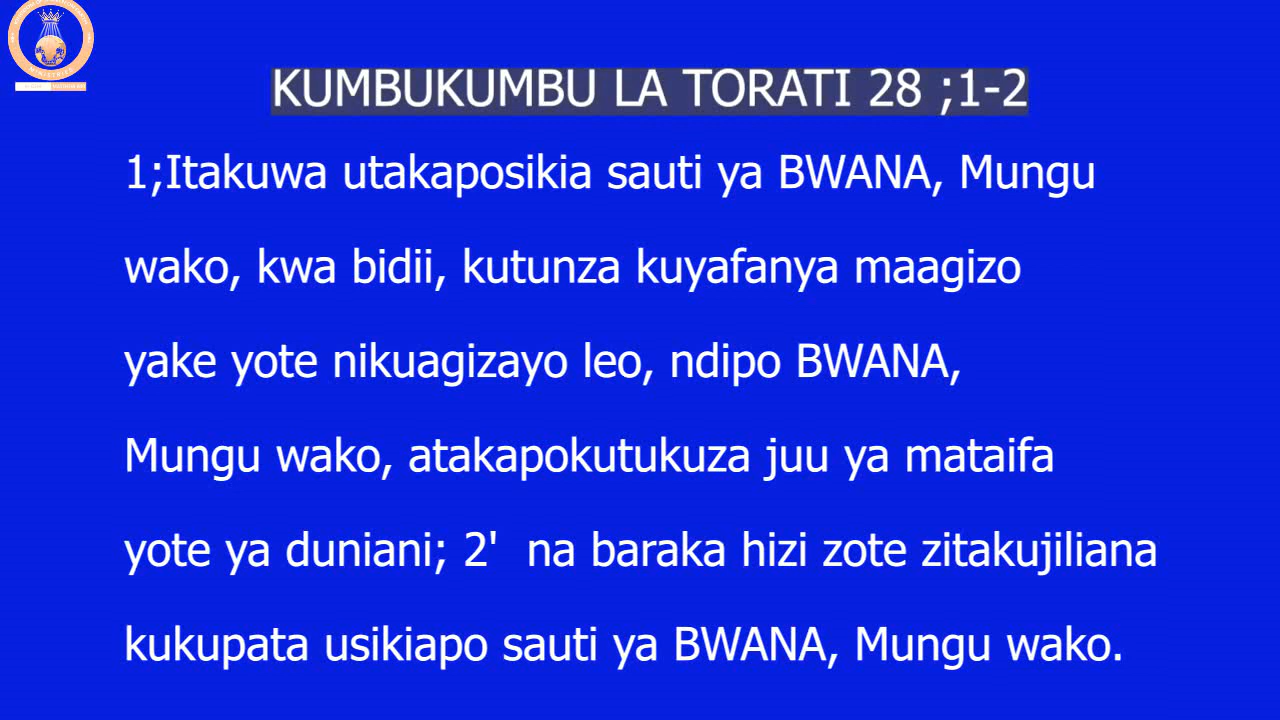 KUMBUKUMBU LA TORATI 28 ;1-2
1;Itakuwa utakaposikia sauti ya BWANA, Mungu
wako, kwa bidii, kutunza kuyafanya maagizo
yake yote nikuagizayo leo, ndipo BWANA,
Mungu wako, atakapokutukuza juu ya mataifa
yote ya duniani; 2'  na baraka hizi zote zitakujiliana
kukupata usikiapo sauti ya BWANA, Mungu wako.